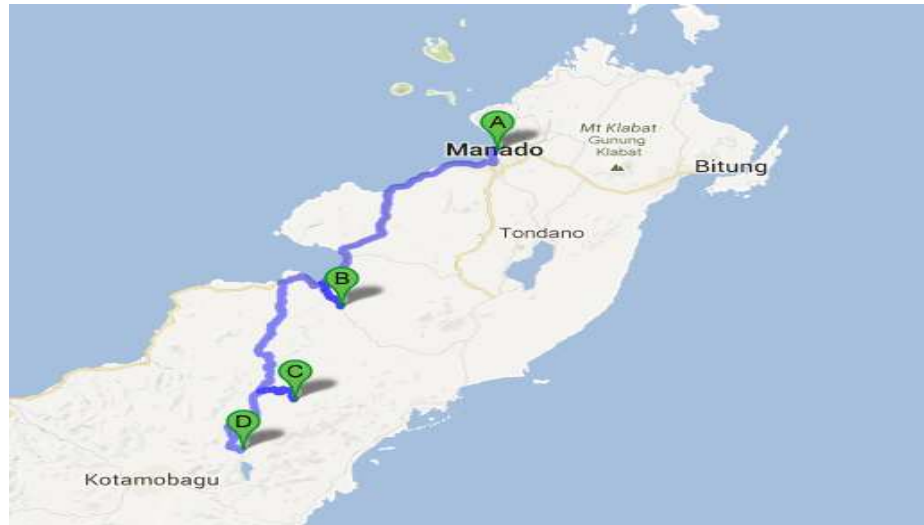 A
Manado
Mt Klabat
Gunung
Klabat
Bitung
Tondano
B
C
D
Kotamobagu